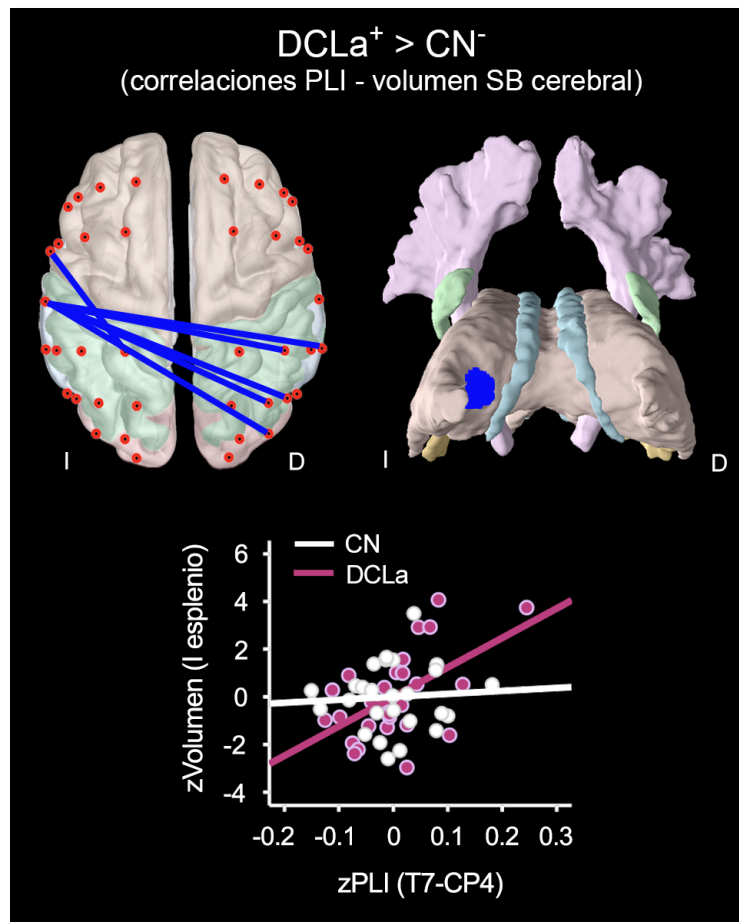 DCLa⁺ > CN⁻
(correlaciones PLI - volumen SB cerebral)
I
D
I
D
CN
DCLa
zVolumen (I esplenio)
6
4
2
0
-2
-4
-0.2
-0.1
0
0.1
0.2
0.3
zPLI (T7-CP4)